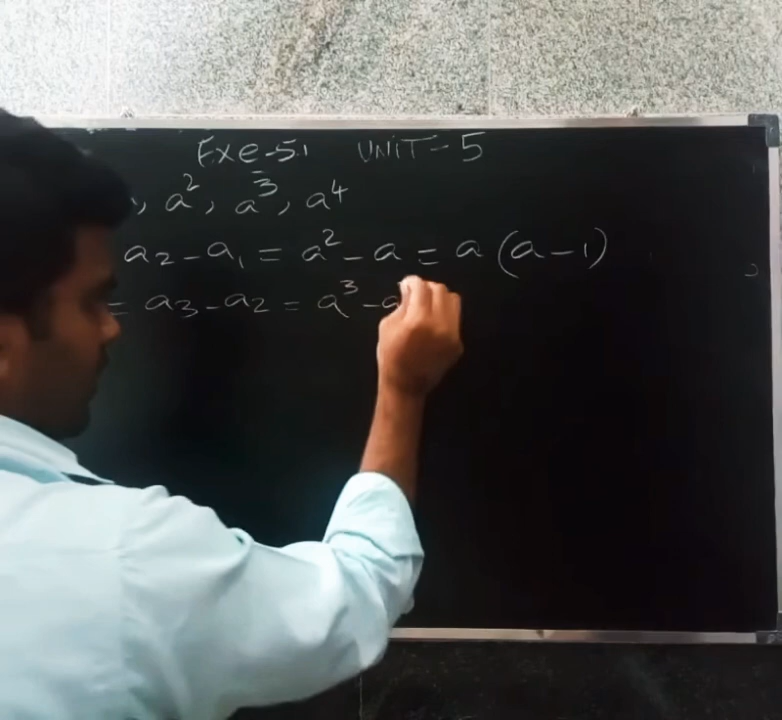 Exe-5.1 UNiT-5
, a², a³, a⁴
a₂-a₁ = a²-a = a(a-1)
= a₃-a₂ = a³-a